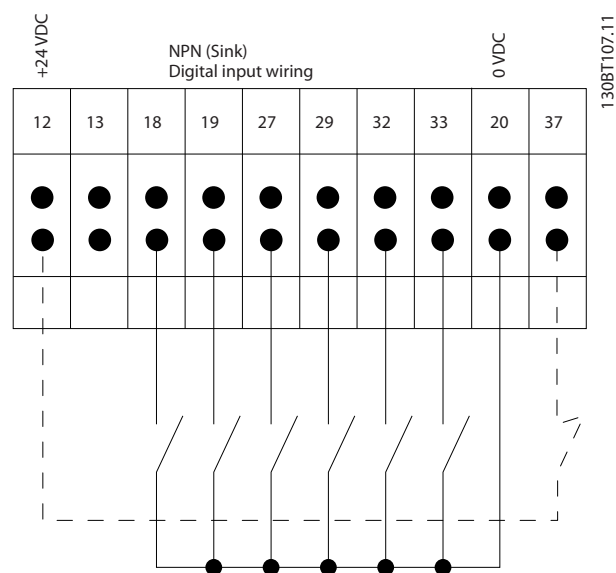 +24 VDC
NPN (Sink)
Digital input wiring
0 VDC
130BT107.11
12 13 18 19 27 29 32 33 20 37